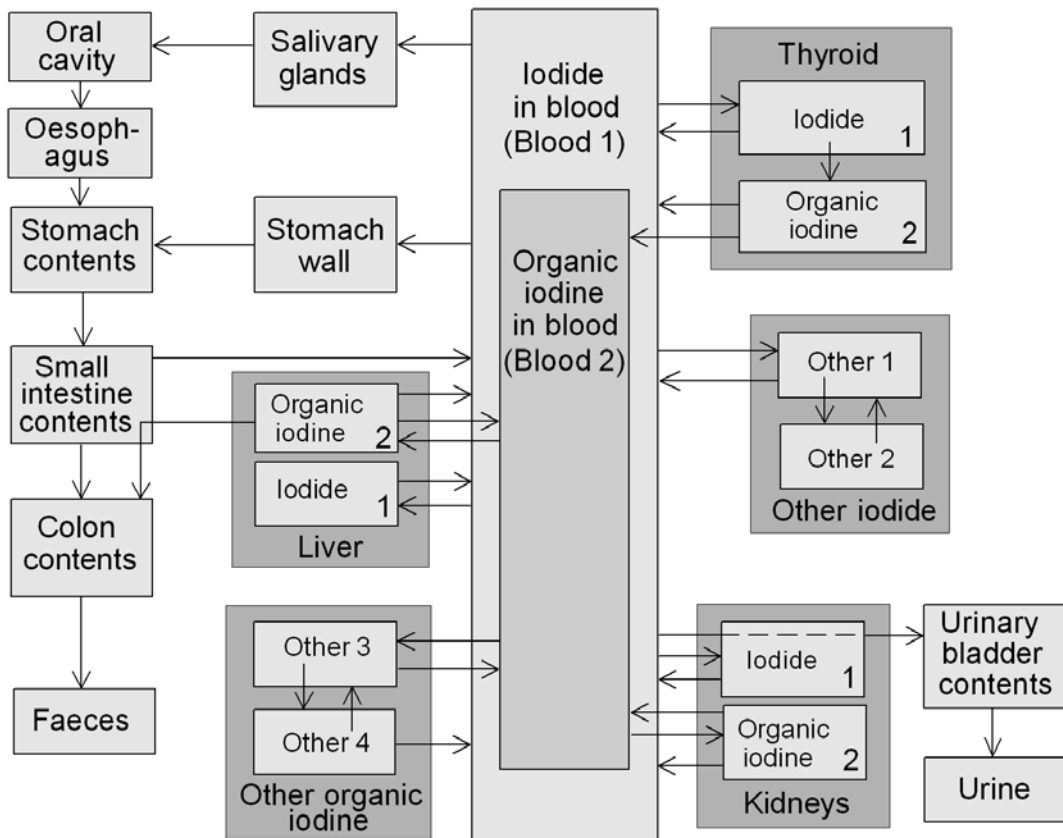 Oral
cavity
Oesoph-
agus
Stomach
contents
Small
intestine
contents
Colon
contents
Faeces
Salivary
glands
Stomach
wall
Organic
iodine 2
Iodide
1
Liver
Other 3
Other 4
Other organic
iodine
Iodide
in blood
(Blood 1)
Organic
iodine
in blood
(Blood 2)
Thyroid
Iodide
1
Organic
iodine 2
Other 1
Other 2
Other iodide
Iodide
1
Organic
iodine 2
Kidneys
Urinary
bladder
contents
Urine